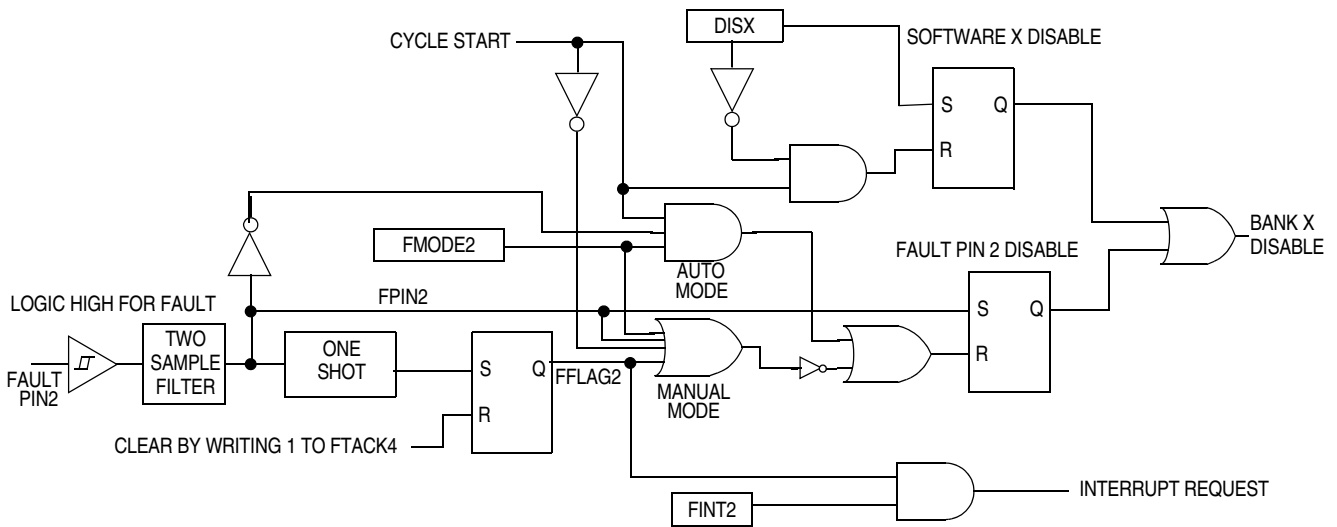 DISX
CYCLE START
SOFTWARE X DISABLE
S
Q
R
FMODE2
AUTO
MODE
BANK X
DISABLE
FAULT PIN 2 DISABLE
LOGIC HIGH FOR FAULT
FPIN2
S
Q
R
TWO
SAMPLE
FILTER
ONE
SHOT
FAULT
PIN2
S
Q
R
FFLAG2
MANUAL
MODE
CLEAR BY WRITING 1 TO FTACK4
FINT2
INTERRUPT REQUEST